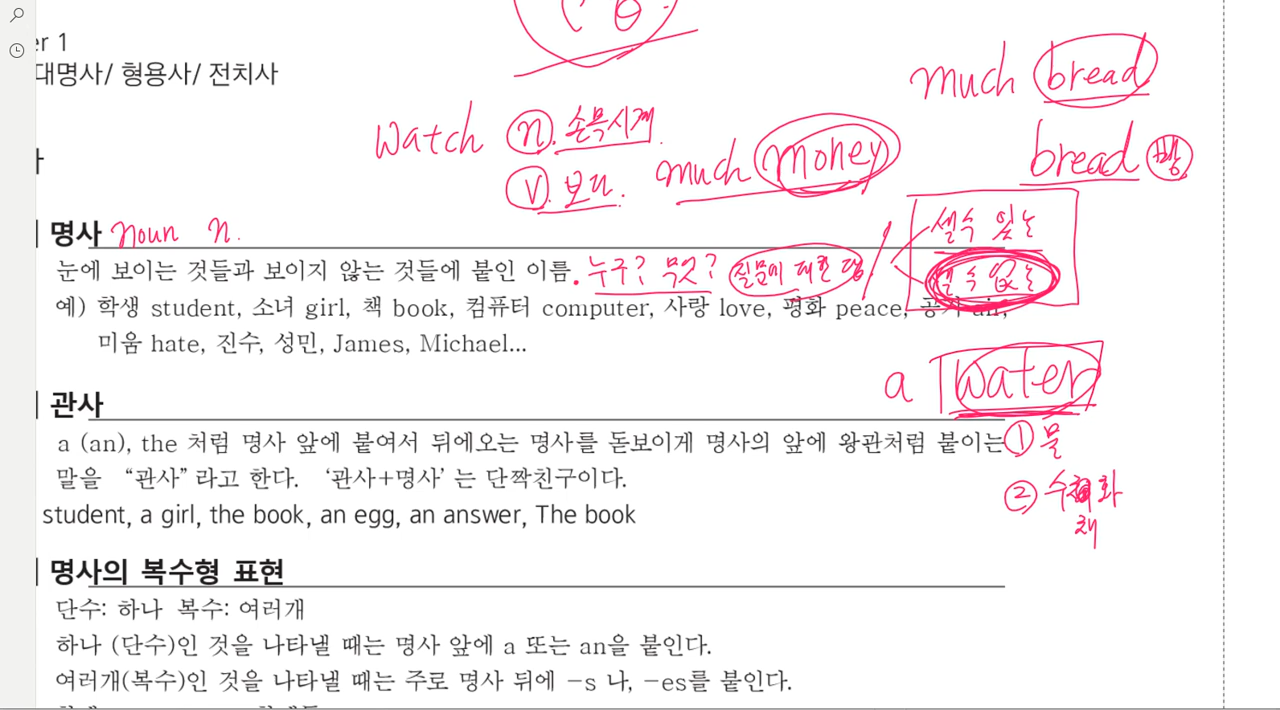 er 1
대명사/ 형용사/ 전치사
much bread
watch n. 손목시계.
v. 보다.
much money
bread 빵
명사 noun n.
셀수 있는
셀수 없는
눈에 보이는 것들과 보이지 않는 것들에 붙인 이름. 누구? 무엇? 질문에 대한 답
예) 학생 student, 소녀 girl, 책 book, 컴퓨터 computer, 사랑 love, 평화 peace, 공기 air,
미움 hate, 진수, 성민, James, Michael...
a water
관사
a (an), the 처럼 명사 앞에 붙여서 뒤에오는 명사를 돋보이게 명사의 앞에 왕관처럼 붙이는
① 물
말을 “관사” 라고 한다. ‘관사+명사’ 는 단짝친구이다.
② 수 화
채
student, a girl, the book, an egg, an answer, The book
명사의 복수형 표현
단수: 하나 복수: 여러개
하나 (단수)인 것을 나타낼 때는 명사 앞에 a 또는 an을 붙인다.
여러개(복수)인 것을 나타낼 때는 주로 명사 뒤에 –s 나, –es를 붙인다.